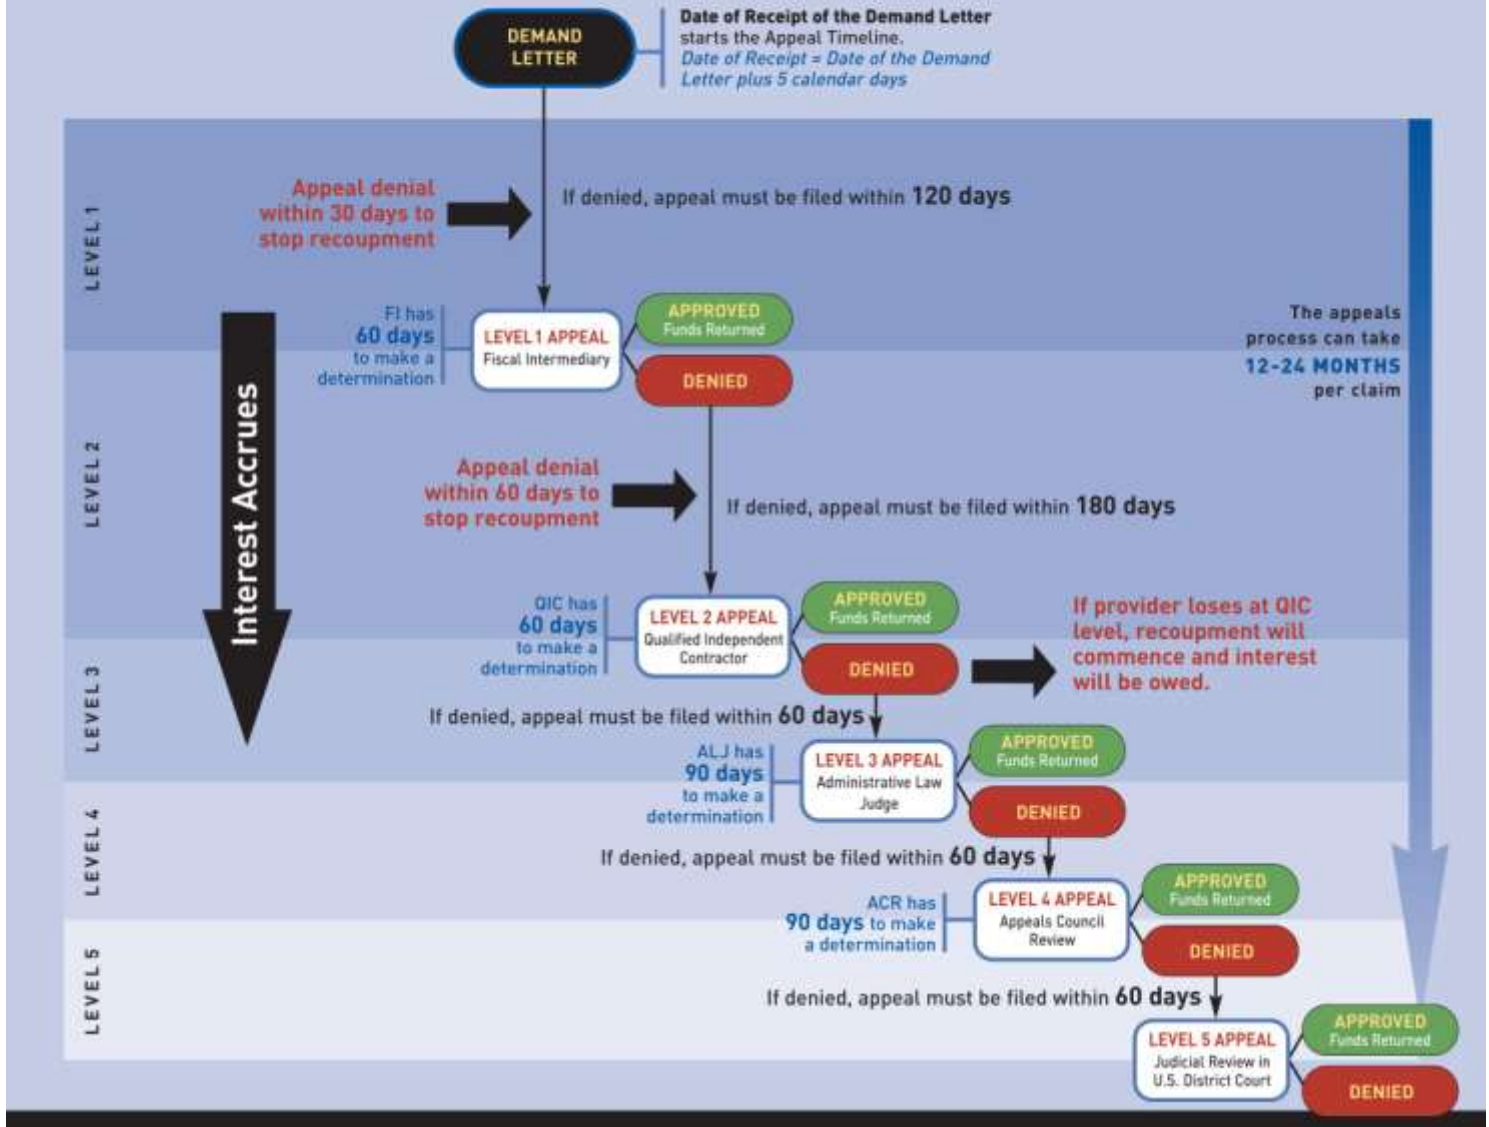 DEMAND
LETTER
Date of Receipt of the Demand Letter
starts the Appeal Timeline.
Date of Receipt = Date of the Demand
Letter plus 5 calendar days
LEVEL 1
Appeal denial
within 30 days to
stop recoupment
If denied, appeal must be filed within 120 days
FI has
60 days
to make a
determination
LEVEL 1 APPEAL
Fiscal Intermediary
APPROVED
Funds Returned
DENIED
The appeals
process can take
12-24 MONTHS
per claim
Interest Accrues
LEVEL 2
Appeal denial
within 60 days to
stop recoupment
If denied, appeal must be filed within 180 days
QIC has
60 days
to make a
determination
LEVEL 2 APPEAL
Qualified Independent
Contractor
APPROVED
Funds Returned
DENIED
If provider loses at QIC
level, recoupment will
commence and interest
will be owed.
LEVEL 3
If denied, appeal must be filed within 60 days
ALJ has
90 days
to make a
determination
LEVEL 3 APPEAL
Administrative Law
Judge
APPROVED
Funds Returned
DENIED
LEVEL 4
If denied, appeal must be filed within 60 days
ACR has
90 days to make
a determination
LEVEL 4 APPEAL
Appeals Council
Review
APPROVED
Funds Returned
DENIED
LEVEL 5
If denied, appeal must be filed within 60 days
LEVEL 5 APPEAL
Judicial Review in
U.S. District Court
APPROVED
Funds Returned
DENIED